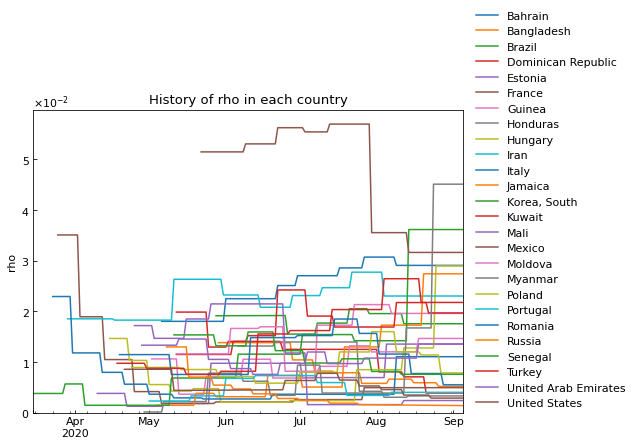 History of rho in each country
×10−2
5
4
3
2
1
0
rho
Apr
2020
May
Jun
Jul
Aug
Sep
Bahrain
Bangladesh
Brazil
Dominican Republic
Estonia
France
Guinea
Honduras
Hungary
Iran
Italy
Jamaica
Korea, South
Kuwait
Mali
Mexico
Moldova
Myanmar
Poland
Portugal
Romania
Russia
Senegal
Turkey
United Arab Emirates
United States